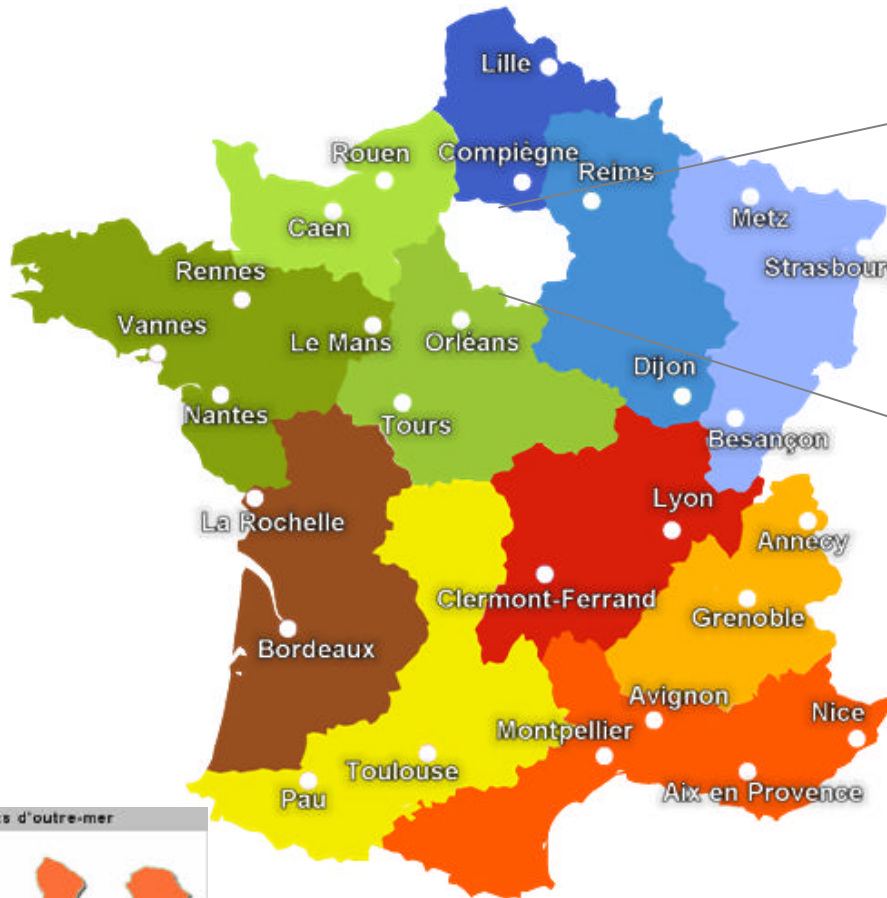 Lille
Rouen
Compiègne
Reims
Metz
Caen
Strasbour
Rennes
Vannes
Le Mans
Orléans
Dijon
Nantes
Tours
Besançon
Lyon
La Rochelle
Annecy
Clermont-Ferrand
Grenoble
Bordeaux
Avignon
Nice
Montpellier
Toulouse
Pau
Aix en Provence
s d'outre-mer